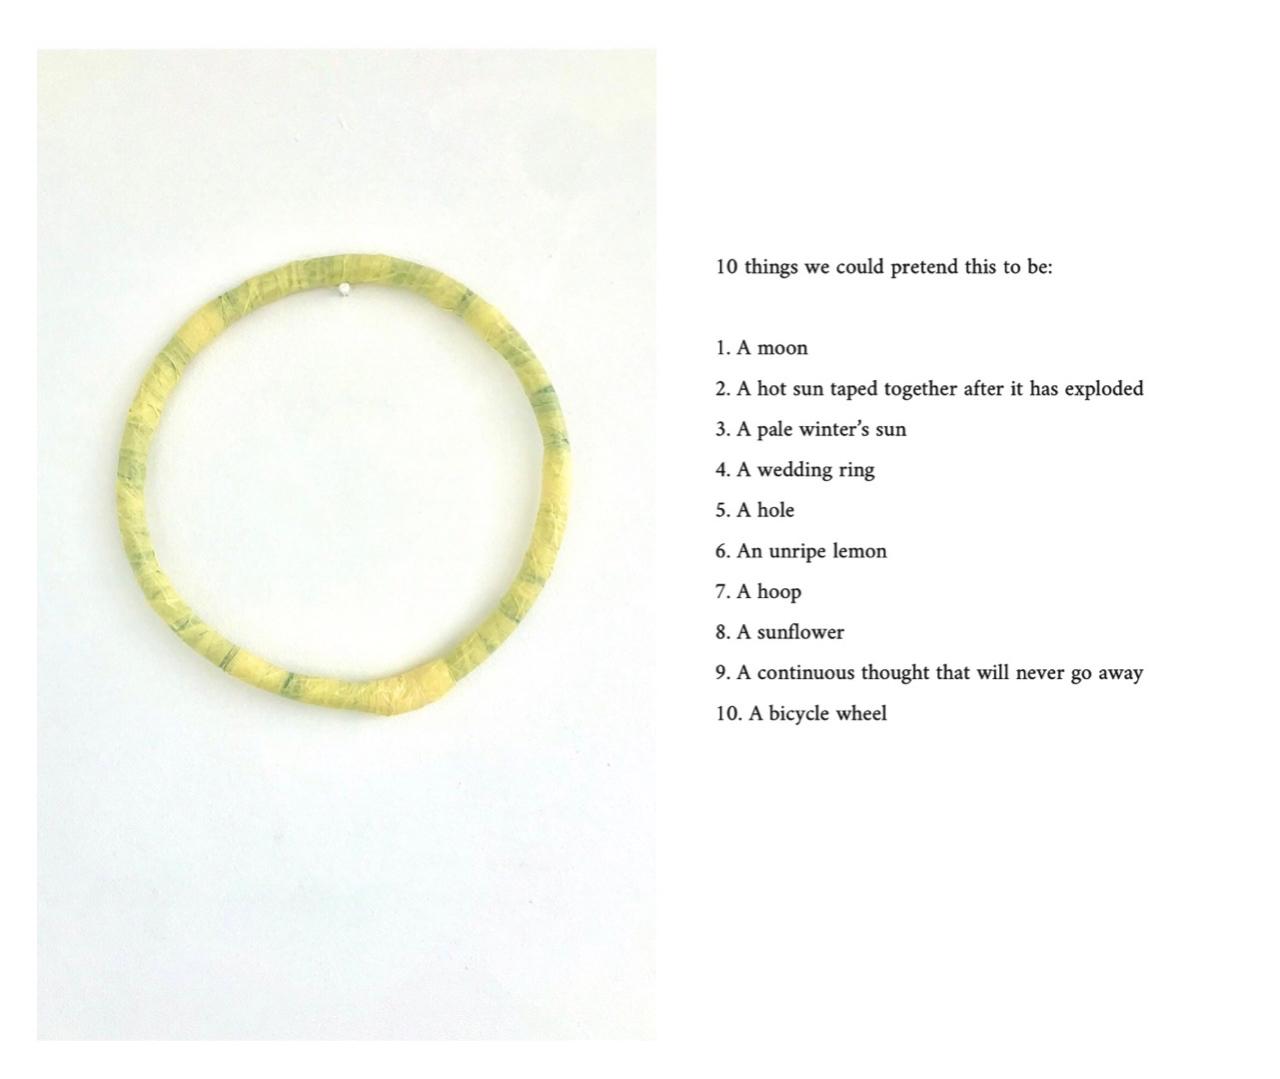 10 things we could pretend this to be:
1. A moon
2. A hot sun taped together after it has exploded
3. A pale winter’s sun
4. A wedding ring
5. A hole
6. An unripe lemon
7. A hoop
8. A sunflower
9. A continuous thought that will never go away
10. A bicycle wheel